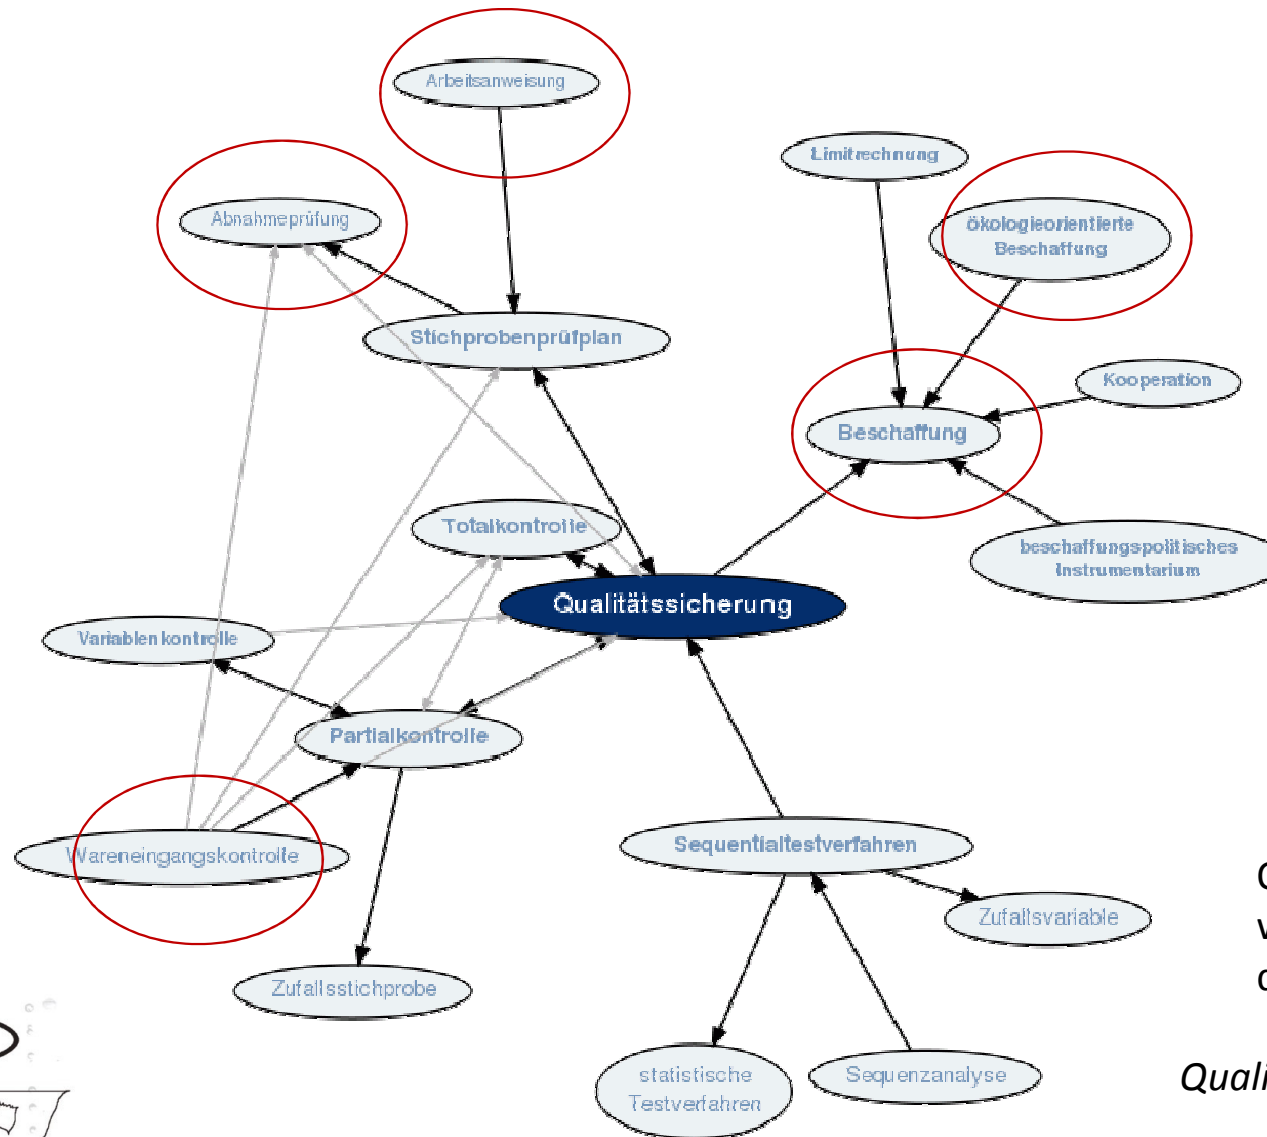 Arbeitsanweisung
Limitrechnung
Abnahmeprüfung
ökologieorientierte
Beschaffung
Stichprobenprüfplan
Kooperation
Beschaffung
Totalkontrolle
beschaffungspolitisches
Instrumentarium
Qualitätssicherung
Variablenkontrolle
Partialkontrolle
Sequentialtestverfahren
Wareneingangskontrolle
Zufallsvariable
Zufallsstichprobe
statistische
Testverfahren
Sequenzanalyse
Quali